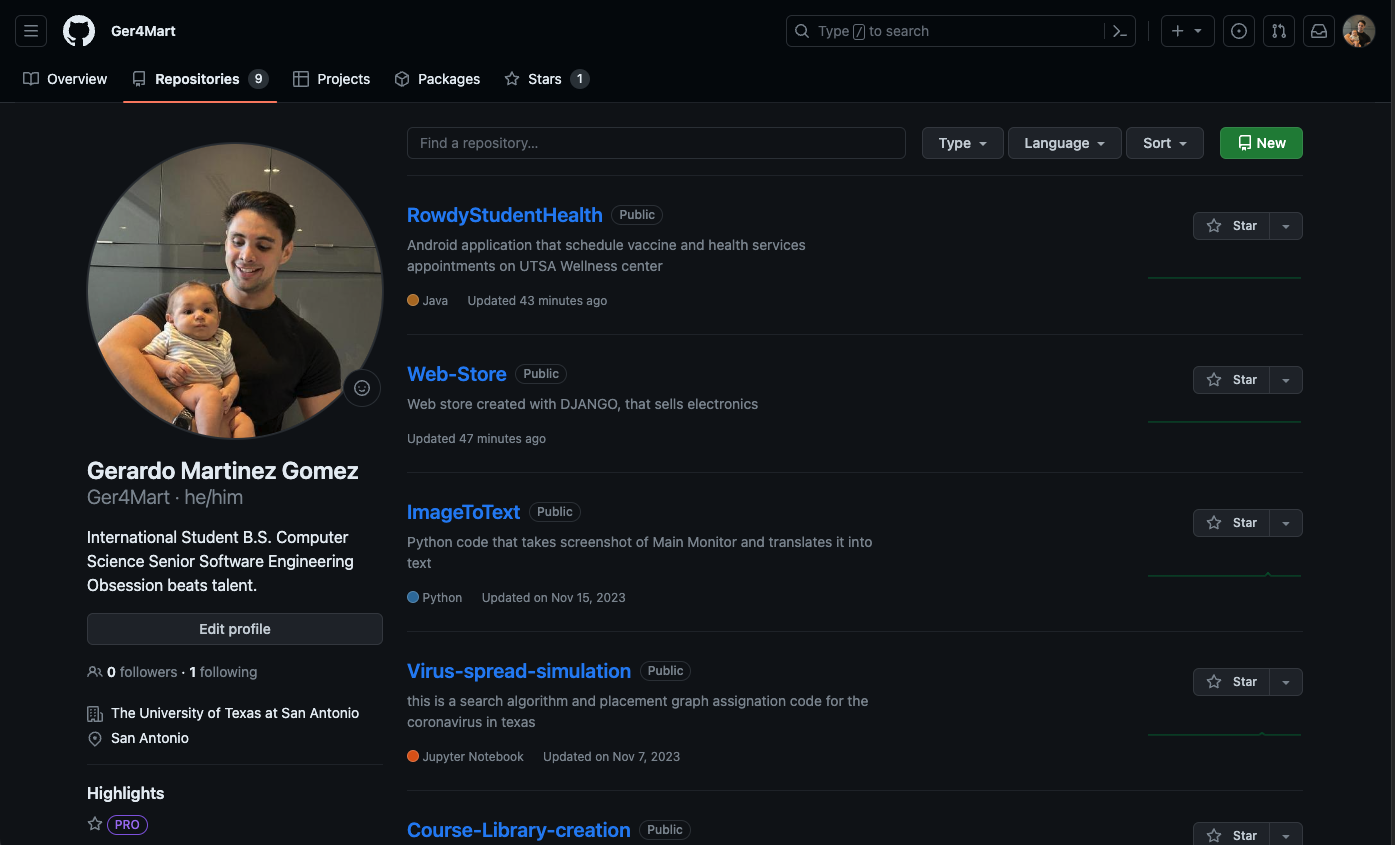 Ger4Mart
Type / to search
Overview
Repositories 9
Projects
Packages
Stars 1
Find a repository...
Type
Language
Sort
New
RowdyStudentHealth Public
Star
Android application that schedule vaccine and health services
appointments on UTSA Wellness center
Java Updated 43 minutes ago
Web-Store Public
Star
Web store created with DJANGO, that sells electronics
Updated 47 minutes ago
Gerardo Martinez Gomez
Ger4Mart · he/him
International Student B.S. Computer
Science Senior Software Engineering
Obsession beats talent.
Edit profile
0 followers · 1 following
The University of Texas at San Antonio
San Antonio
Highlights
PRO
ImageToText Public
Star
Python code that takes screenshot of Main Monitor and translates it into
text
Python Updated on Nov 15, 2023
Virus-spread-simulation Public
Star
this is a search algorithm and placement graph assignation code for the
coronavirus in texas
Jupyter Notebook Updated on Nov 7, 2023
Course-Library-creation Public
Star